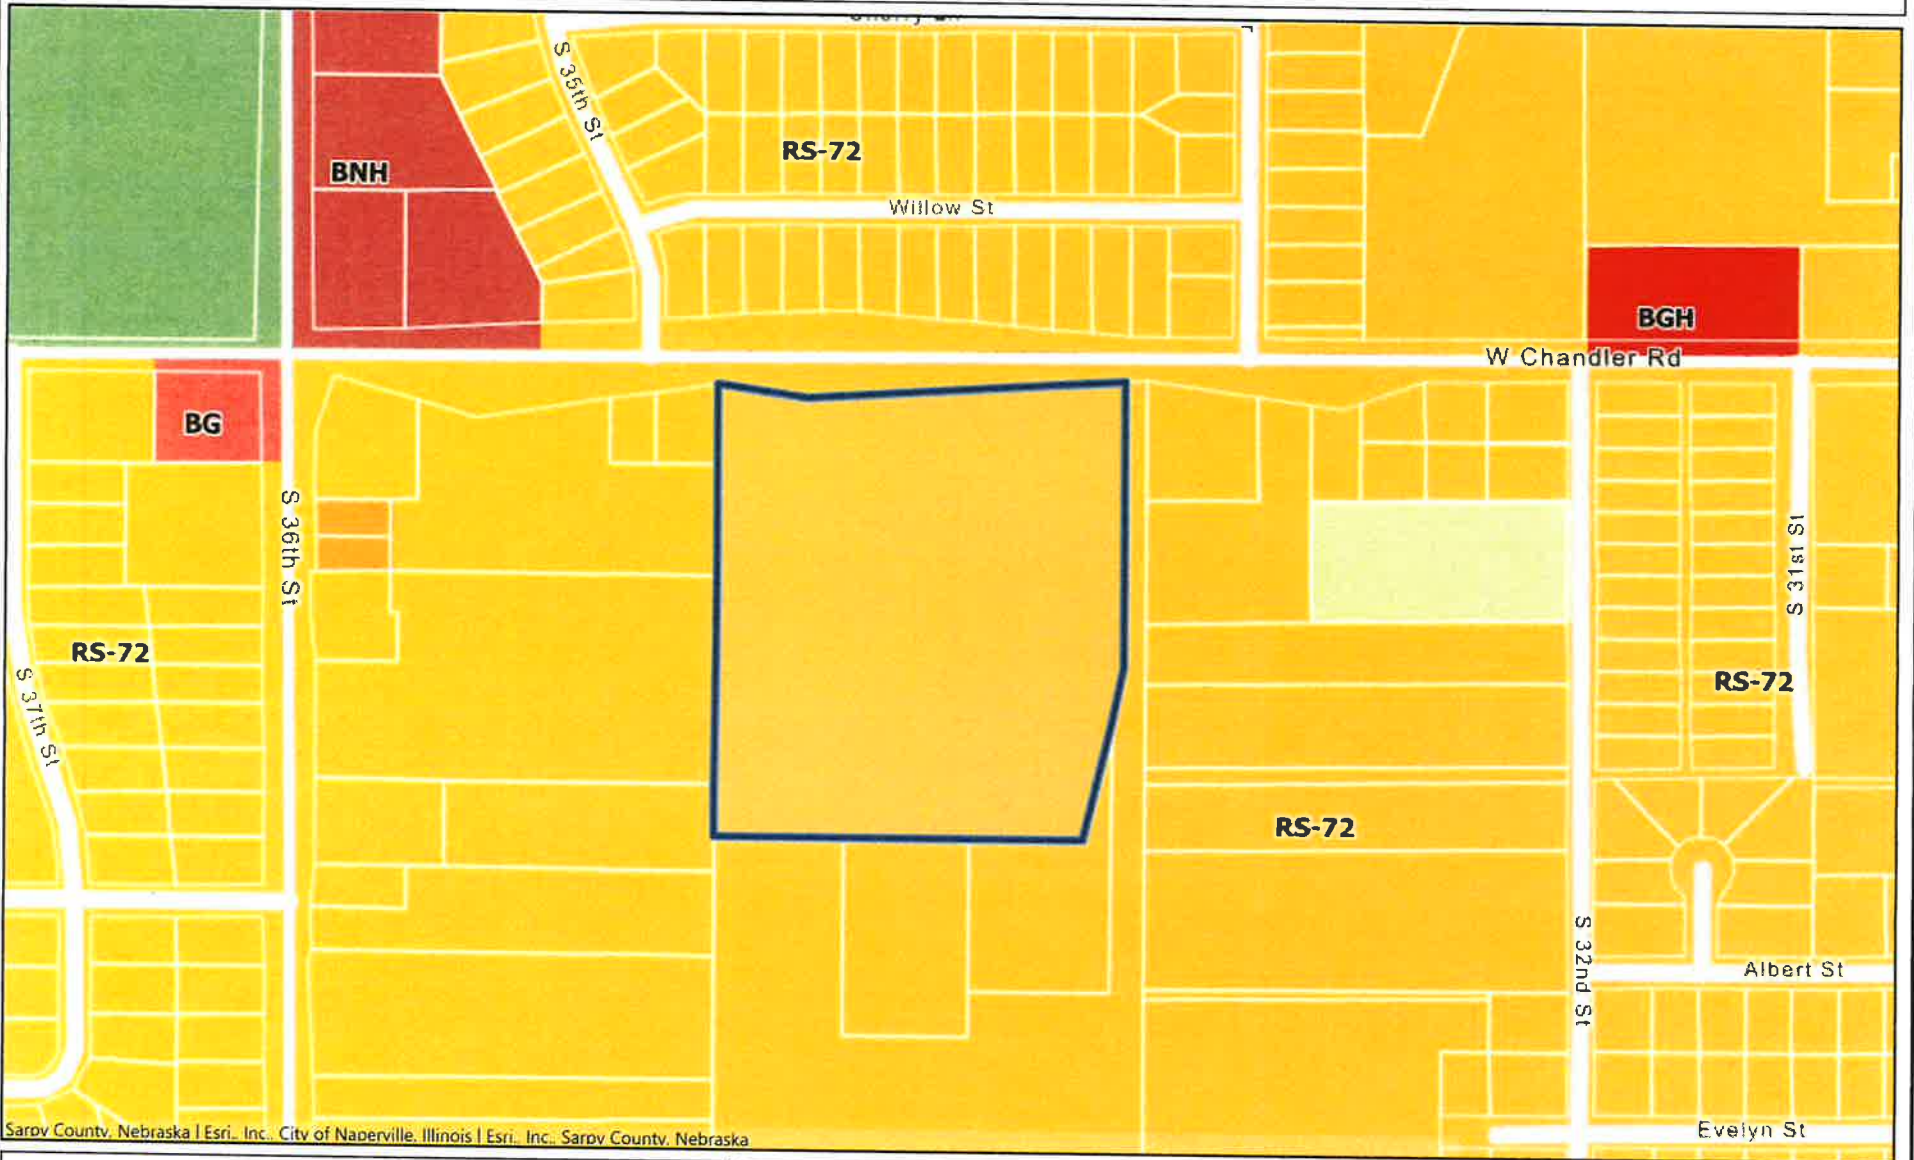 S 35th St
RS-72
BNH
Willow St
BGH
W Chandler Rd
BG
S 36th St
S 31st St
RS-72
RS-72
S 37th St
RS-72
S 32nd St
Albert St
Evelyn St
Sarpy County, Nebraska | Esri., Inc., City of Naperville, Illinois | Esri., Inc., Sarpy County, Nebraska